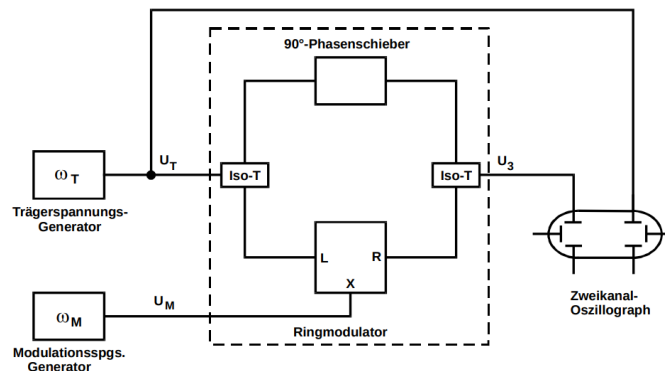 90°-Phasenschieber
U_T
U_3
ω_T
Iso-T
Iso-T
Trägerspannungs-
Generator
L
R
X
U_M
ω_M
Zweikanal-
Oszillograph
Ringmodulator
Modulationsspgs.
Generator